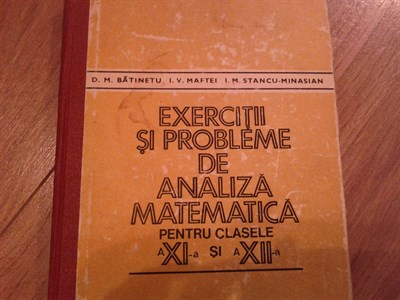 D. M. BĂTINEȚU I. V. MAFTEI I. M. STANCU-MINASIAN
EXERCIȚII
ȘI PROBLEME
DE
ANALIZĂ
MATEMATICĂ
PENTRU CLASELE
A XI-a ȘI A XII-a